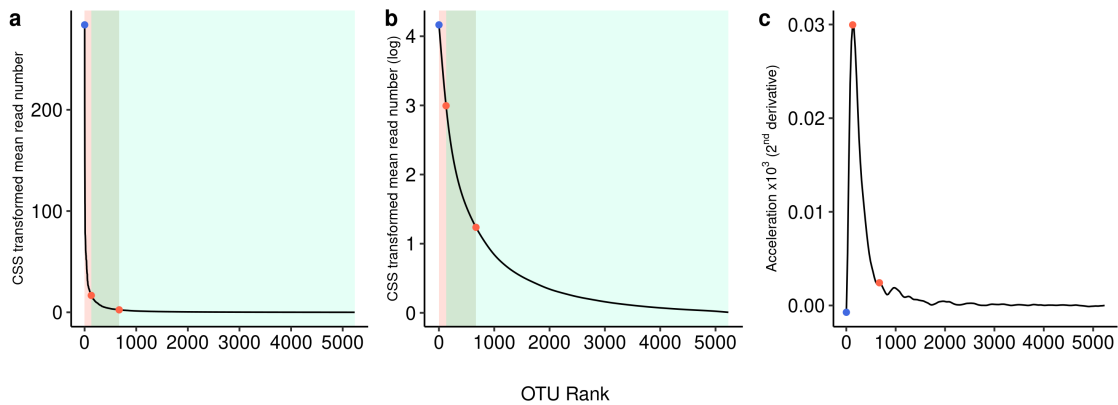 a
CSS transformed mean read number
200
100
0
0 1000 2000 3000 4000 5000
b
CSS transformed mean read number (log)
4
3
2
1
0
0 1000 2000 3000 4000 5000
c
Acceleration x10³ (2ⁿᵈ derivative)
0.03
0.02
0.01
0.00
0 1000 2000 3000 4000 5000
OTU Rank